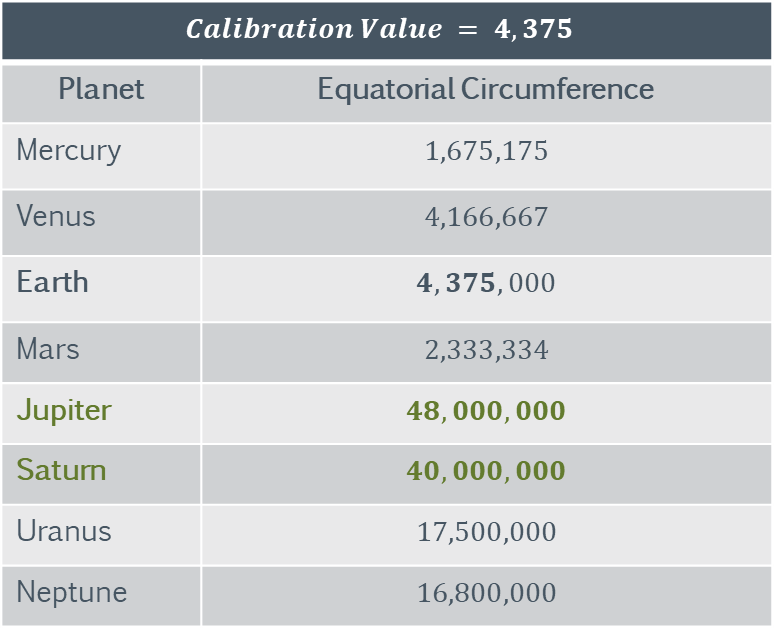 Calibration Value = 4,375
Planet Equatorial Circumference
Mercury 1,675,175
Venus 4,166,667
Earth 4,375,000
Mars 2,333,334
Jupiter 48,000,000
Saturn 40,000,000
Uranus 17,500,000
Neptune 16,800,000